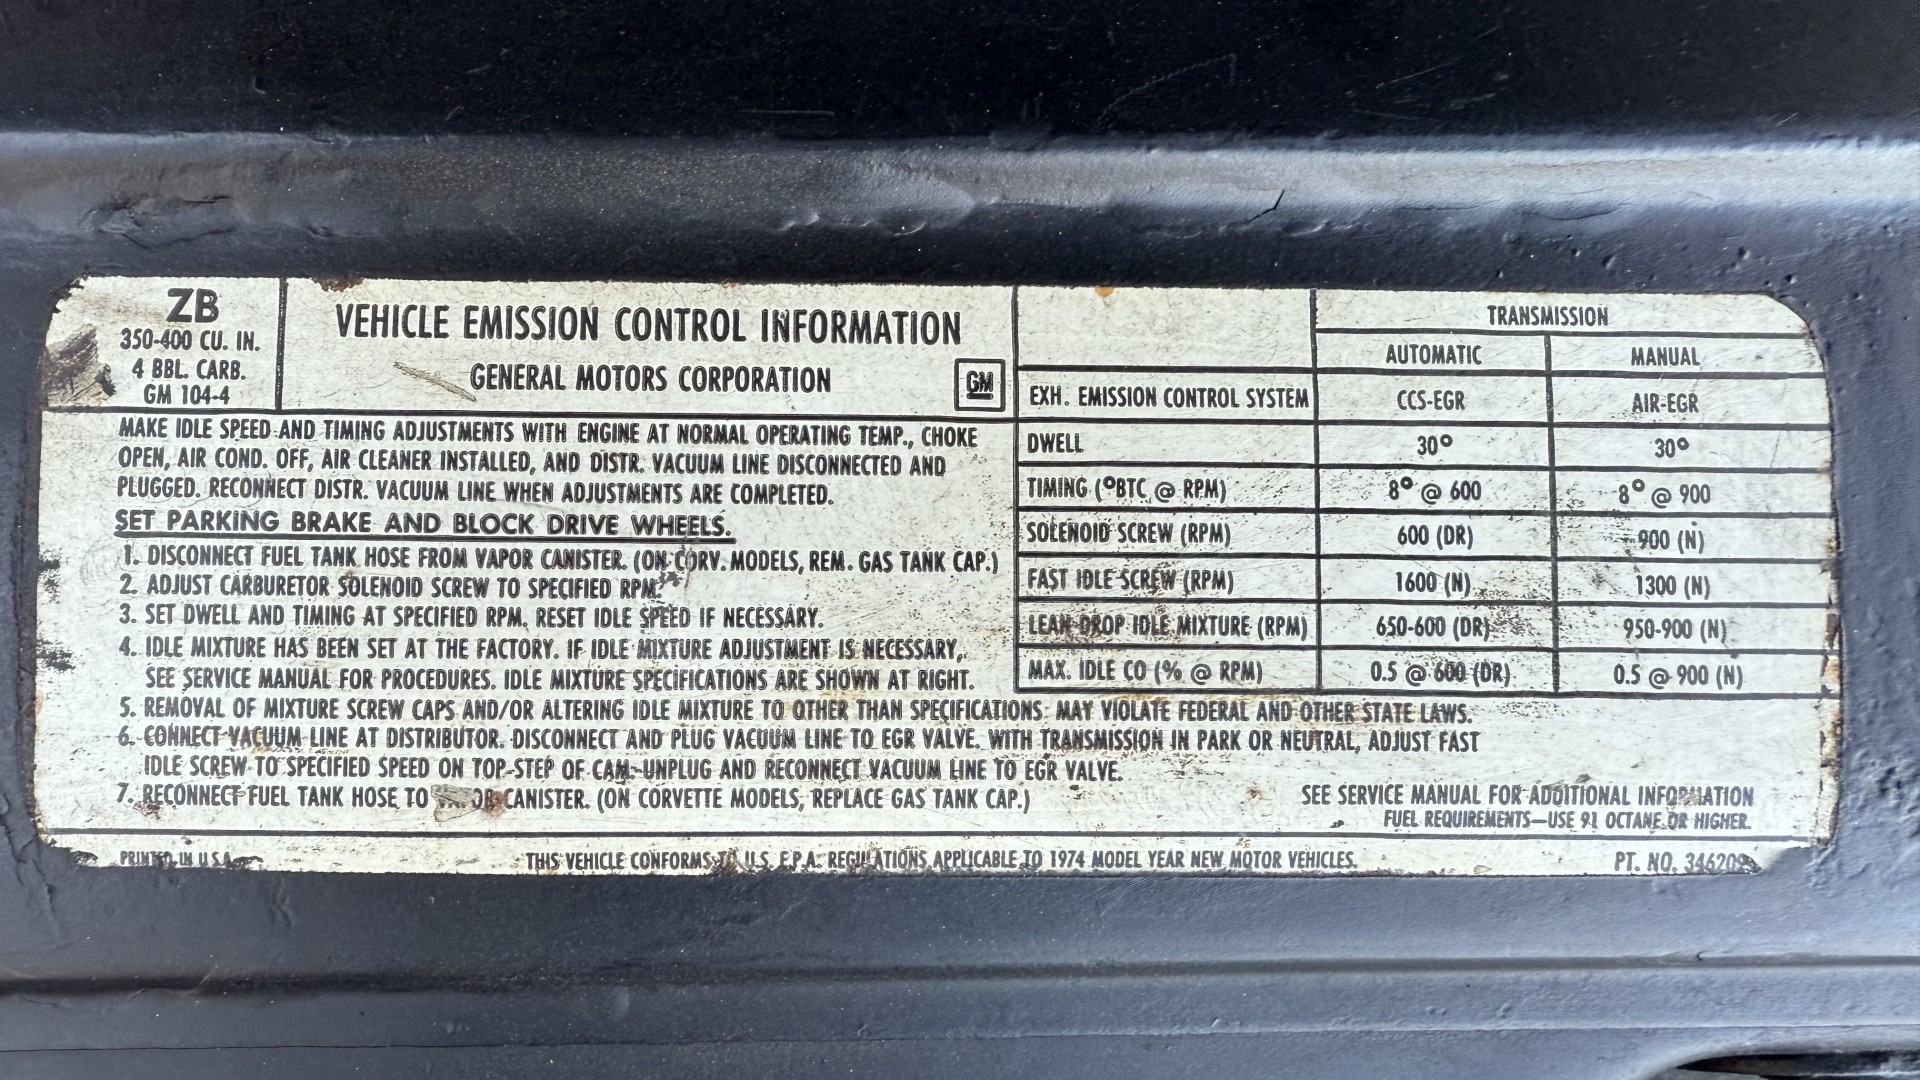 ZB
350-400 CU. IN.
4 BBL. CARB.
GM 104-4
VEHICLE EMISSION CONTROL INFORMATION
GENERAL MOTORS CORPORATION
GM
MAKE IDLE SPEED AND TIMING ADJUSTMENTS WITH ENGINE AT NORMAL OPERATING TEMP., CHOKE
OPEN, AIR COND. OFF, AIR CLEANER INSTALLED, AND DISTR. VACUUM LINE DISCONNECTED AND
PLUGGED. RECONNECT DISTR. VACUUM LINE WHEN ADJUSTMENTS ARE COMPLETED.
SET PARKING BRAKE AND BLOCK DRIVE WHEELS.
1. DISCONNECT FUEL TANK HOSE FROM VAPOR CANISTER. (ON CORV. MODELS, REM. GAS TANK CAP.)
2. ADJUST CARBURETOR SOLENOID SCREW TO SPECIFIED RPM.
3. SET DWELL AND TIMING AT SPECIFIED RPM. RESET IDLE SPEED IF NECESSARY.
4. IDLE MIXTURE HAS BEEN SET AT THE FACTORY. IF IDLE MIXTURE ADJUSTMENT IS NECESSARY,
SEE SERVICE MANUAL FOR PROCEDURES. IDLE MIXTURE SPECIFICATIONS ARE SHOWN AT RIGHT.
TRANSMISSION
AUTOMATIC MANUAL
EXH. EMISSION CONTROL SYSTEM CCS-EGR AIR-EGR
DWELL 30° 30°
TIMING (°BTC @ RPM) 8° @ 600 8° @ 900
SOLENOID SCREW (RPM) 600 (DR) 900 (N)
FAST IDLE SCREW (RPM) 1600 (N) 1300 (N)
LEAN DROP IDLE MIXTURE (RPM) 650-600 (DR) 950-900 (N)
MAX. IDLE CO (% @ RPM) 0.5 @ 600 (DR) 0.5 @ 900 (N)
5. REMOVAL OF MIXTURE SCREW CAPS AND/OR ALTERING IDLE MIXTURE TO OTHER THAN SPECIFICATIONS MAY VIOLATE FEDERAL AND OTHER STATE LAWS.
6. CONNECT VACUUM LINE AT DISTRIBUTOR. DISCONNECT AND PLUG VACUUM LINE TO EGR VALVE. WITH TRANSMISSION IN PARK OR NEUTRAL, ADJUST FAST
IDLE SCREW TO SPECIFIED SPEED ON TOP STEP OF CAM. UNPLUG AND RECONNECT VACUUM LINE TO EGR VALVE.
7. RECONNECT FUEL TANK HOSE TO VAPOR CANISTER. (ON CORVETTE MODELS, REPLACE GAS TANK CAP.)
SEE SERVICE MANUAL FOR ADDITIONAL INFORMATION
FUEL REQUIREMENTS—USE 91 OCTANE OR HIGHER.
PRINTED IN U.S.A.
THIS VEHICLE CONFORMS TO U.S. E.P.A. REGULATIONS APPLICABLE TO 1974 MODEL YEAR NEW MOTOR VEHICLES.
PT. NO.